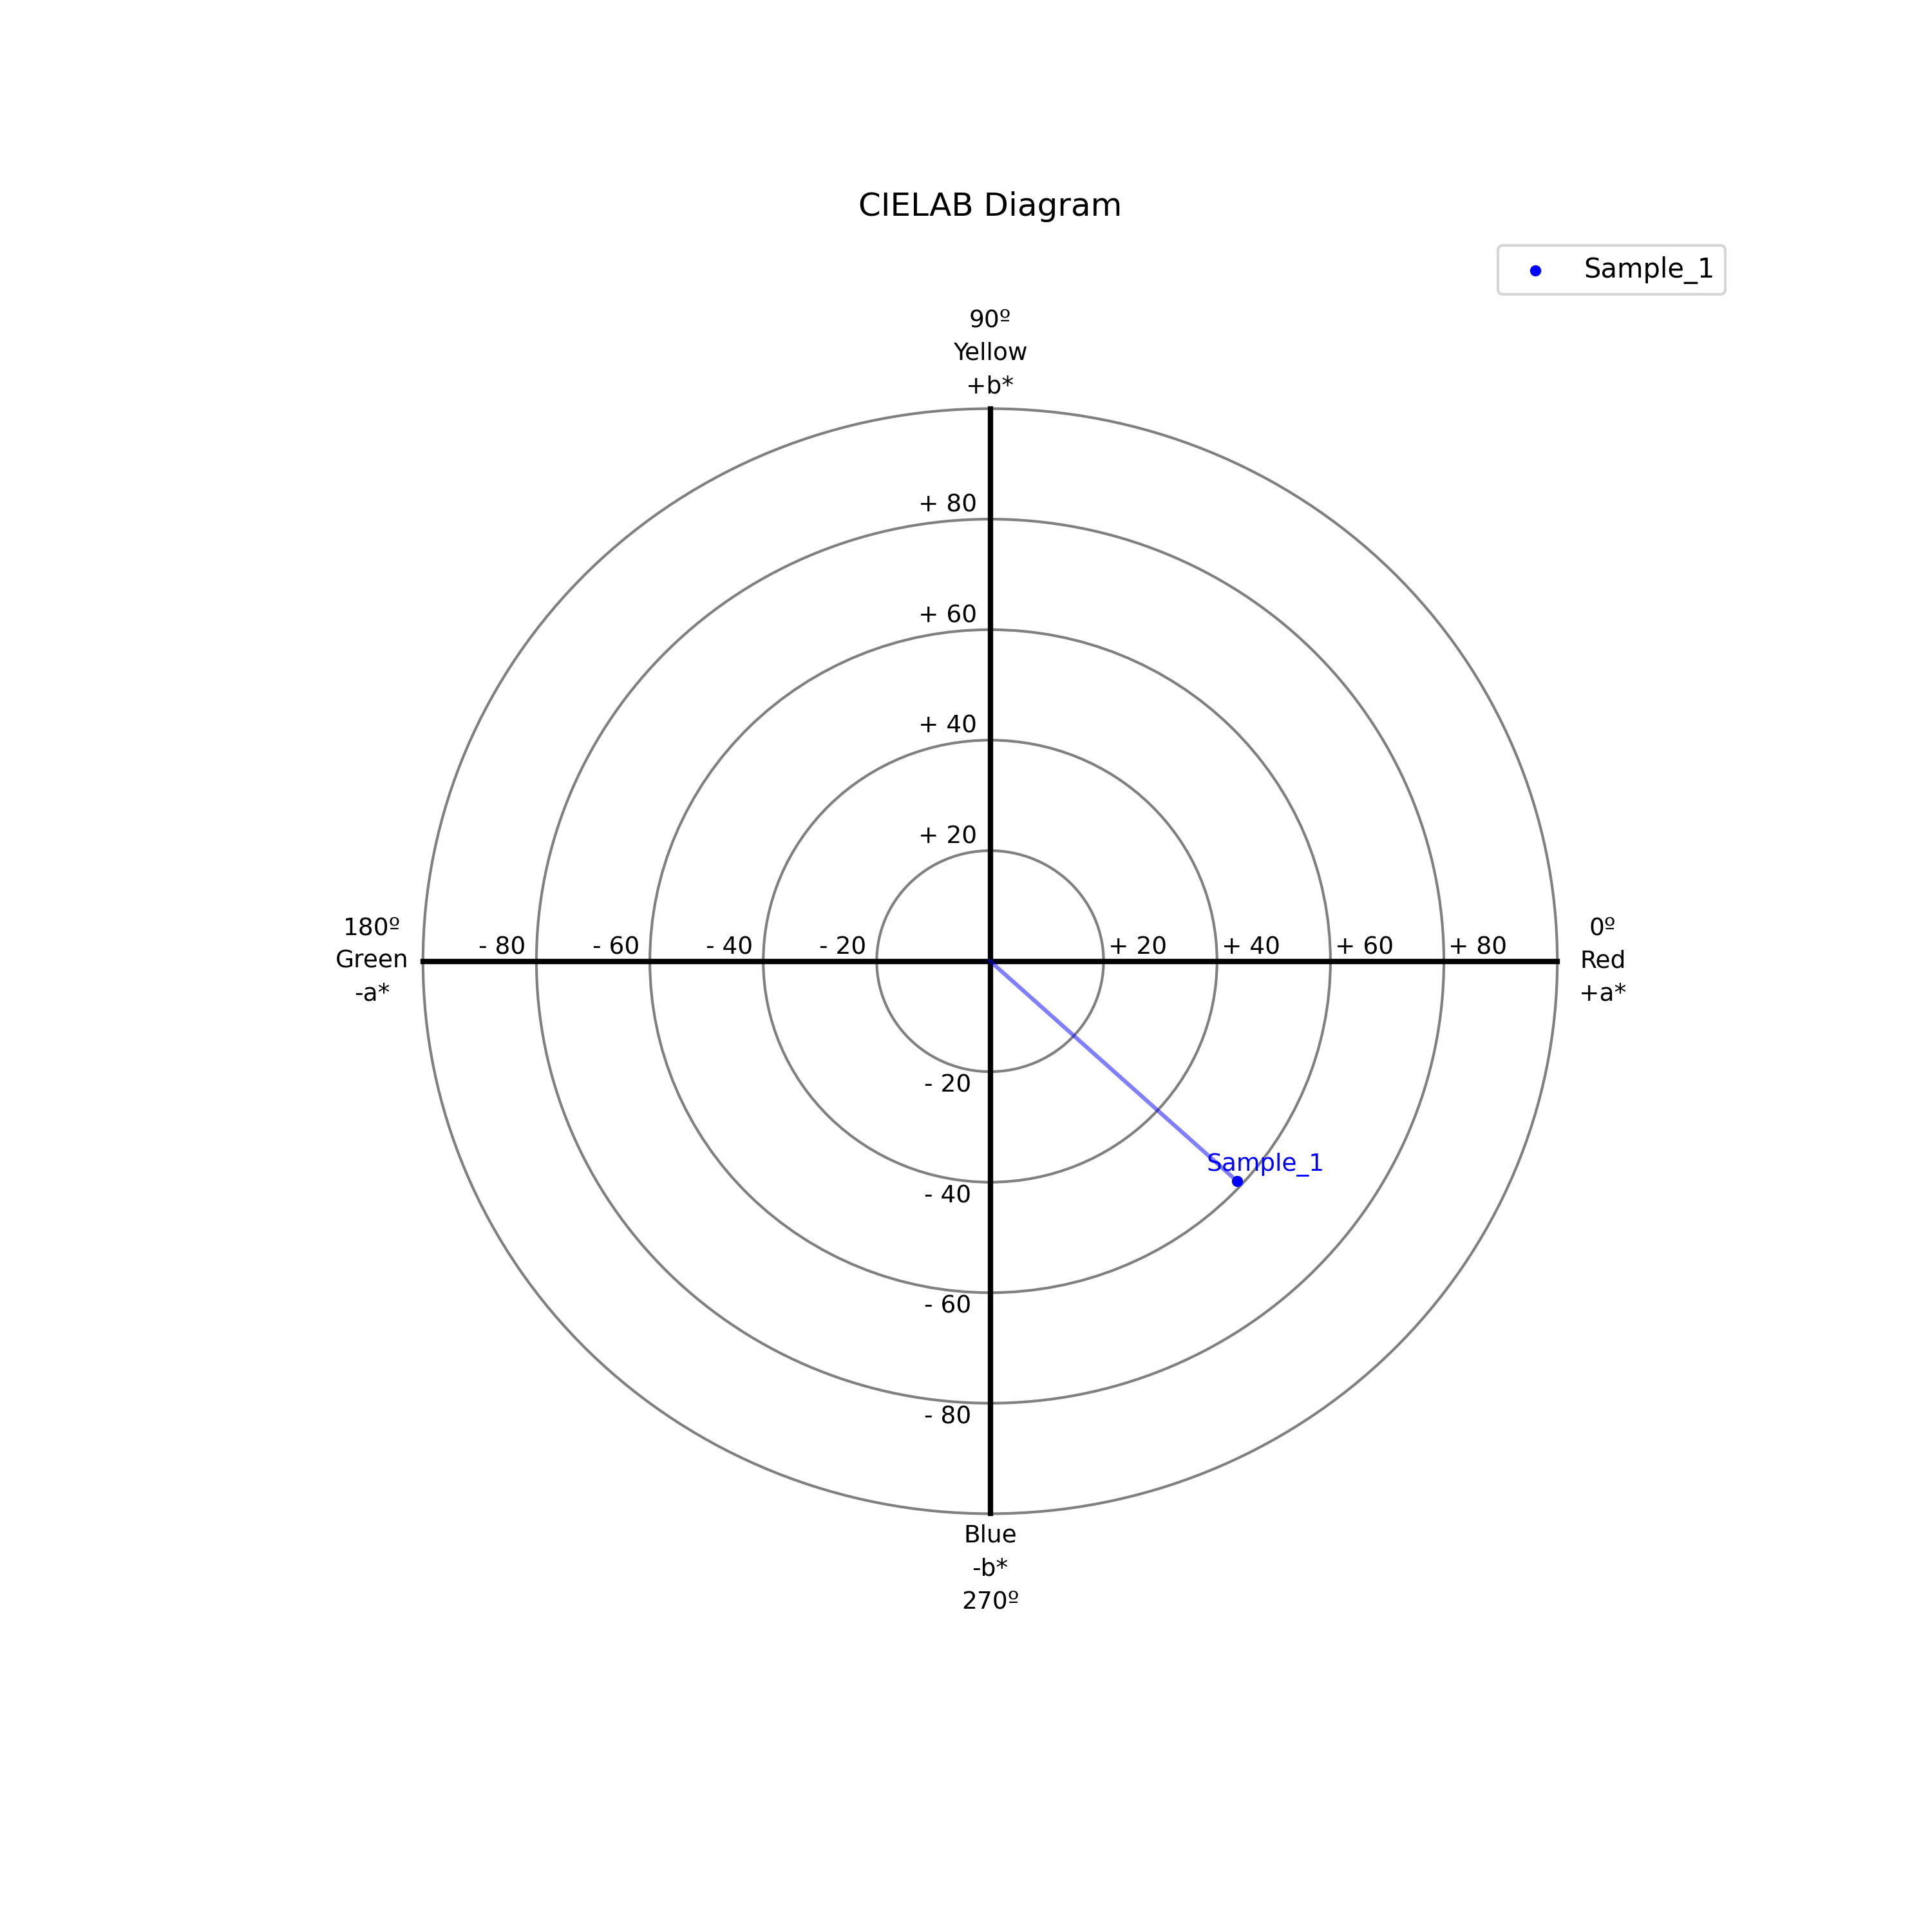 CIELAB Diagram
Sample_1
90º
Yellow
+b*
+ 80
+ 60
+ 40
+ 20
180º
Green
-a*
- 80 - 60 - 40 - 20 + 20 + 40 + 60 + 80
0º
Red
+a*
- 20
Sample_1
- 40
- 60
- 80
Blue
-b*
270º